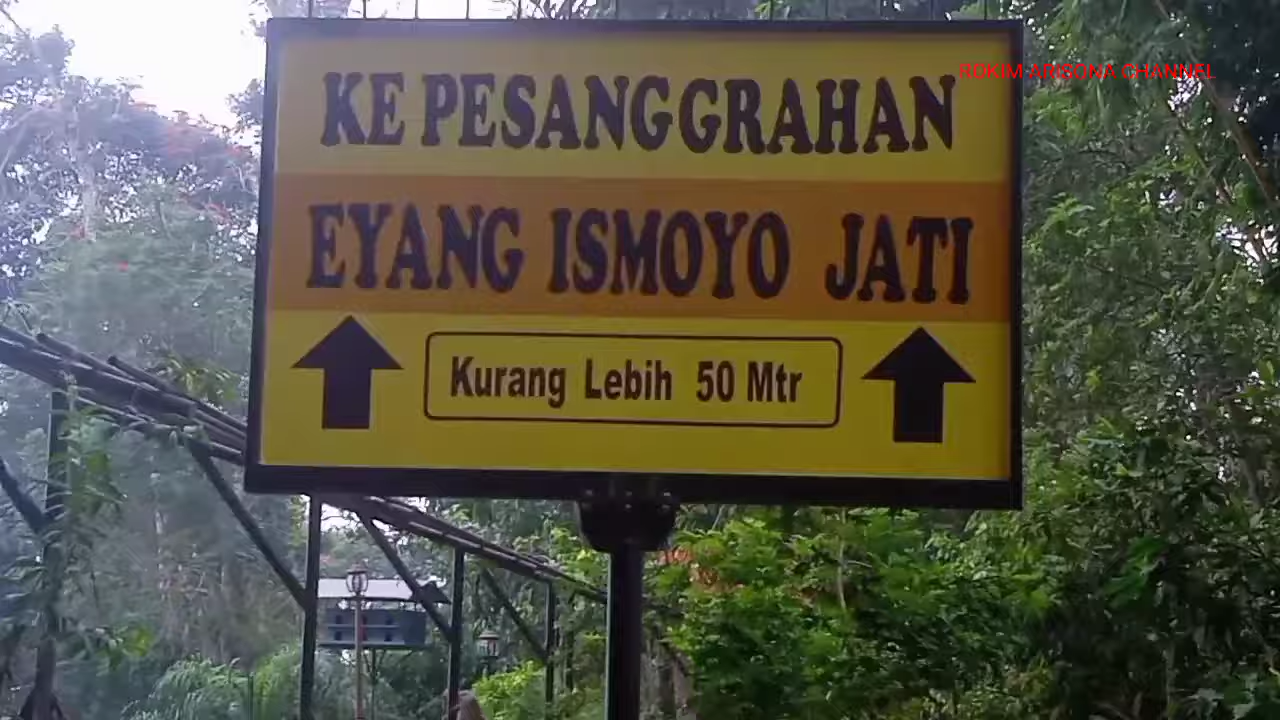 ROKIM ARISONA CHANNEL
KE PESANGGRAHAN
EYANG ISMOYO JATI
Kurang Lebih 50 Mtr